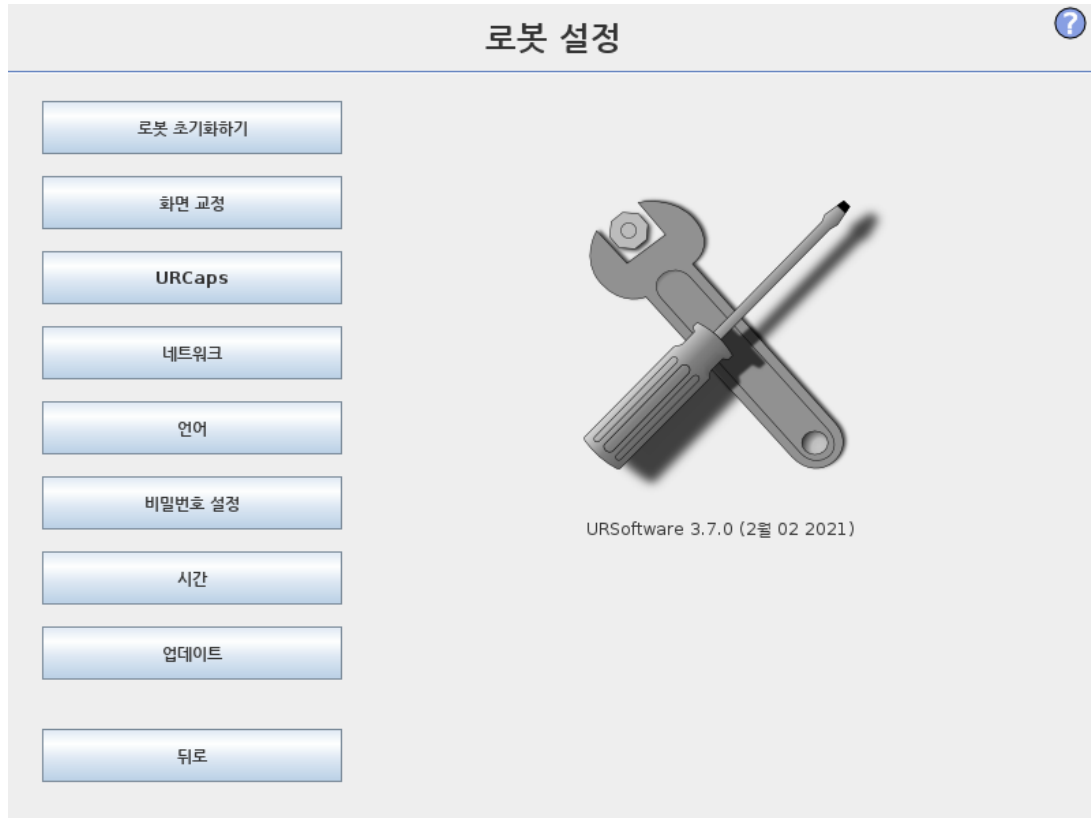 로봇 설정
?
로봇 초기화하기
화면 교정
URCaps
네트워크
언어
비밀번호 설정
시간
업데이트
뒤로
URSoftware 3.7.0 (2월 02 2021)